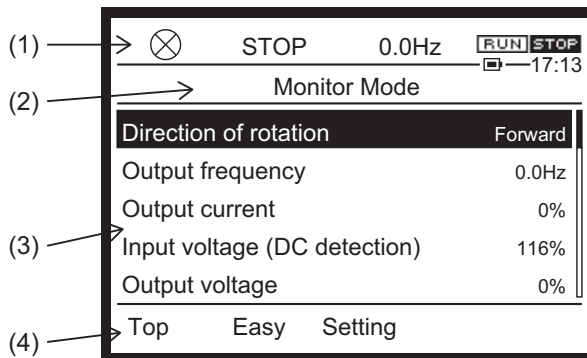 (1)
STOP 0.0Hz RUN STOP
17:13
(2)
Monitor Mode
Direction of rotation Forward
Output frequency 0.0Hz
Output current 0%
(3)
Input voltage (DC detection) 116%
Output voltage 0%
(4)
Top Easy Setting